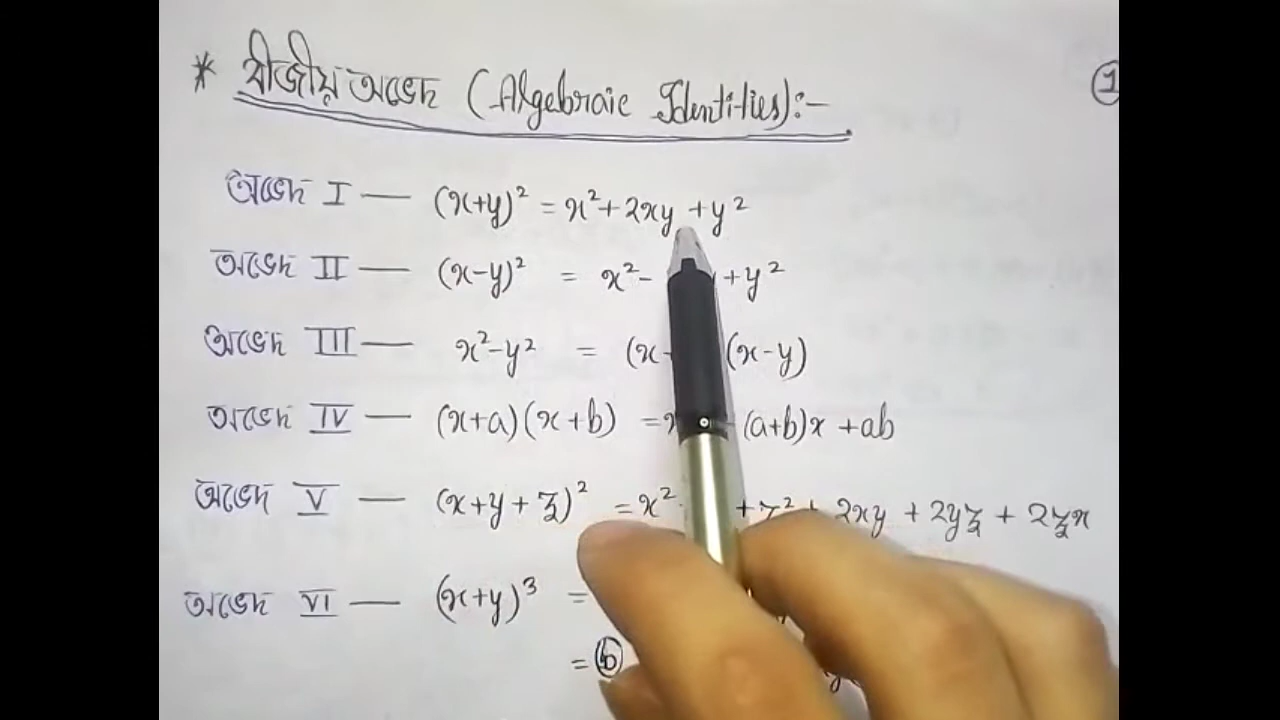 * বীজীয় অভেদ (Algebraic Identities):-
1
অভেদ I — (x+y)² = x² + 2xy + y²
অভেদ II — (x-y)² = x² - + y²
অভেদ III — x² - y² = (x (x-y)
অভেদ IV — (x+a)(x+b) = (a+b)x + ab
অভেদ V — (x+y+z)² = x² + z² + 2xy + 2yz + 2zx
অভেদ VI — (x+y)³ =
= b